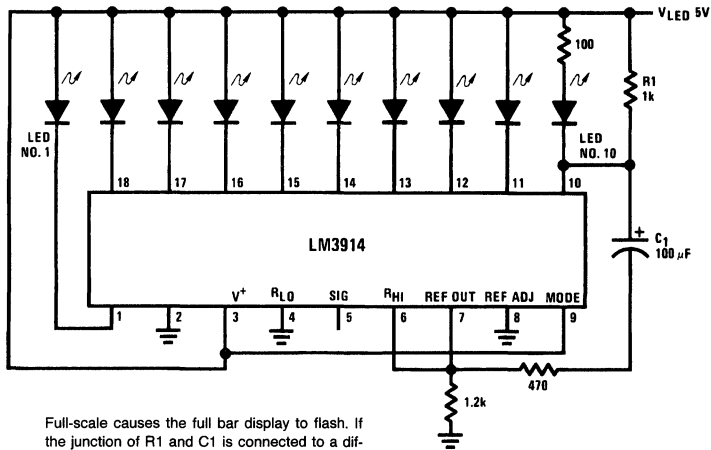 V_LED 5V
100
R1
1k
LED
NO. 1
LED
NO. 10
18 17 16 15 14 13 12 11 10
+
C1
100 μF
LM3914
V+ RLO SIG RHI REF OUT REF ADJ MODE
1 2 3 4 5 6 7 8 9
470
1.2k
Full-scale causes the full bar display to flash. If
the junction of R1 and C1 is connected to a dif-